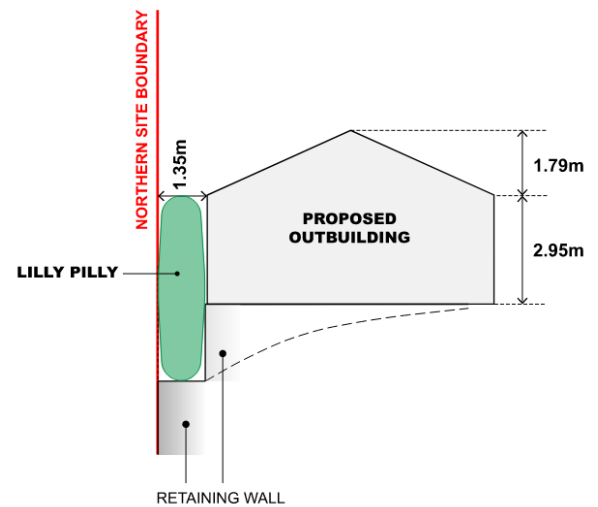 NORTHERN SITE BOUNDARY
1.35m
1.79m
PROPOSED
OUTBUILDING
2.95m
LILLY PILLY
RETAINING WALL